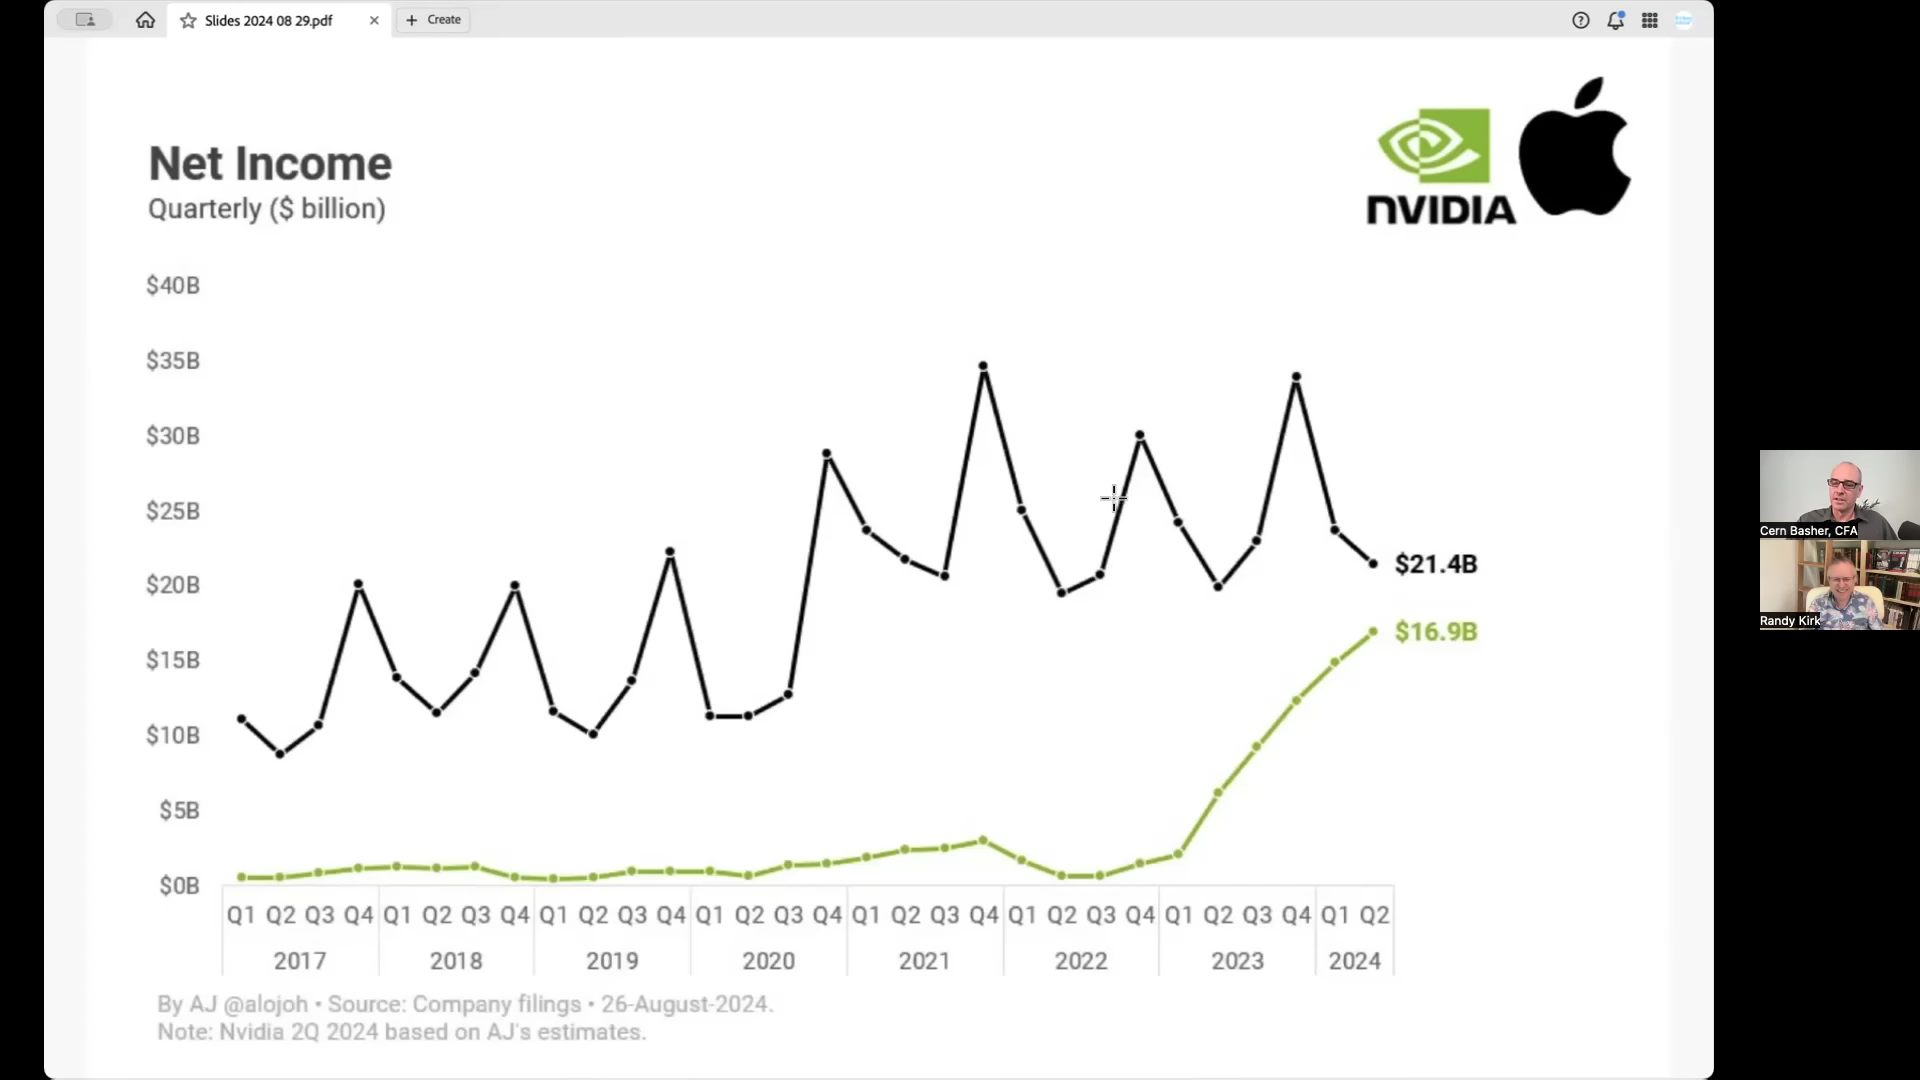 Slides 2024 08 29.pdf
Create
NVIDIA
Net Income
Quarterly ($ billion)
$40B
$35B
$30B
$25B
$20B
$15B
$10B
$5B
$0B
$21.4B
$16.9B
Q1 Q2 Q3 Q4 Q1 Q2 Q3 Q4 Q1 Q2 Q3 Q4 Q1 Q2 Q3 Q4 Q1 Q2 Q3 Q4 Q1 Q2 Q3 Q4 Q1 Q2 Q3 Q4 Q1 Q2
2017 2018 2019 2020 2021 2022 2023 2024
By AJ @alojoh • Source: Company filings • 26-August-2024.
Note: Nvidia 2Q 2024 based on AJ's estimates.
Cern Basher, CFA
Randy Kirk